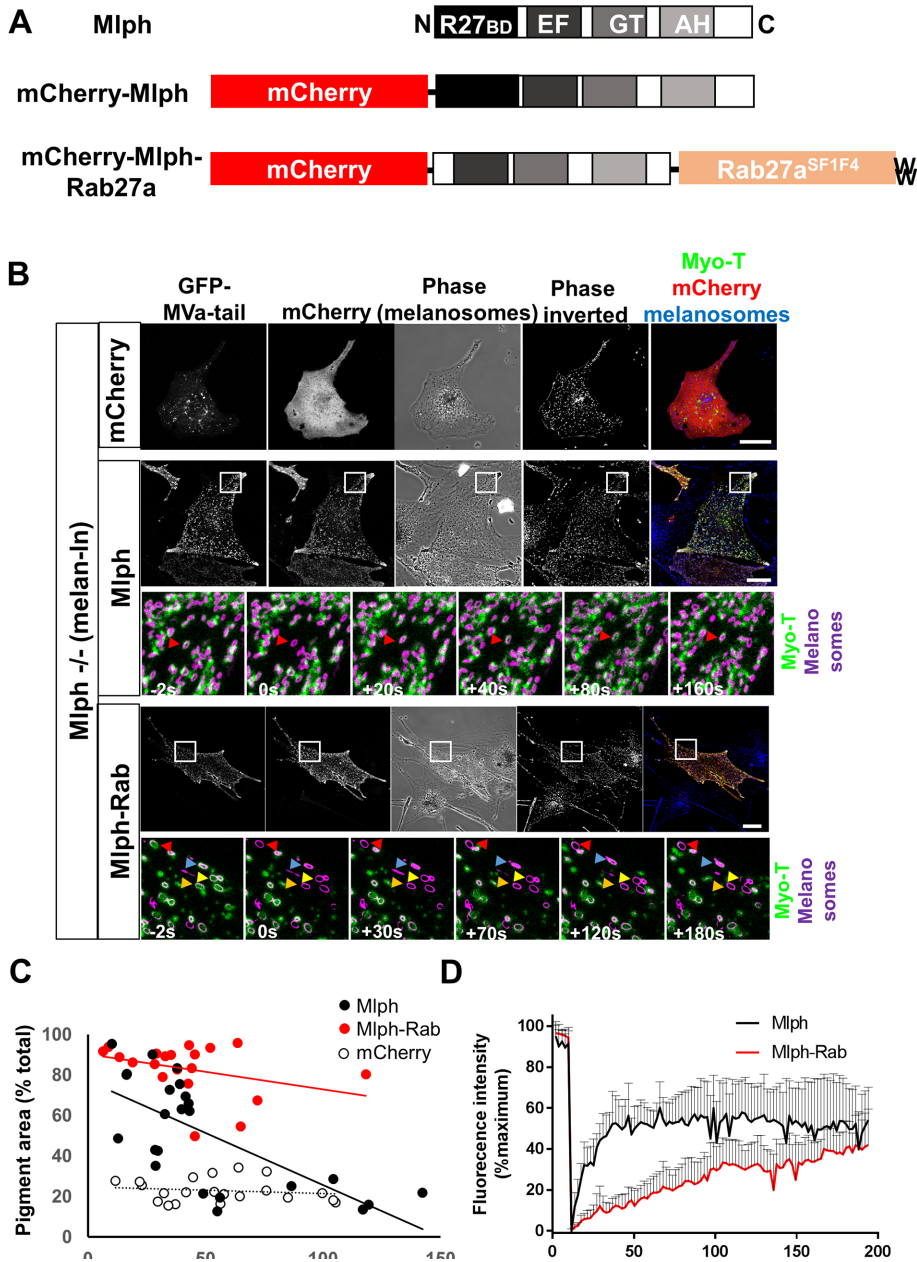 A
Mlph
N
R27BD
EF
GT
AH
C
mCherry-Mlph
mCherry
mCherry-Mlph-
Rab27a
mCherry
Rab27aSF1F4
B
GFP-
MVa-tail
mCherry
Phase
(melanosomes)
Phase
inverted
Myo-T
mCherry
melanosomes
Mlph -/- (melan-ln)
mCherry
Mlph
-2s
0s
+20s
+40s
+80s
+160s
Myo-T
Melano
somes
Mlph-Rab
-2s
0s
+30s
+70s
+120s
+180s
Myo-T
Melano
somes
C
Mlph
Mlph-Rab
mCherry
Pigment area (% total)
100
80
60
40
20
0
0
50
100
150
D
Mlph
Mlph-Rab
Fluorecence intensity
(% maximum)
100
80
60
40
20
0
0
50
100
150
200